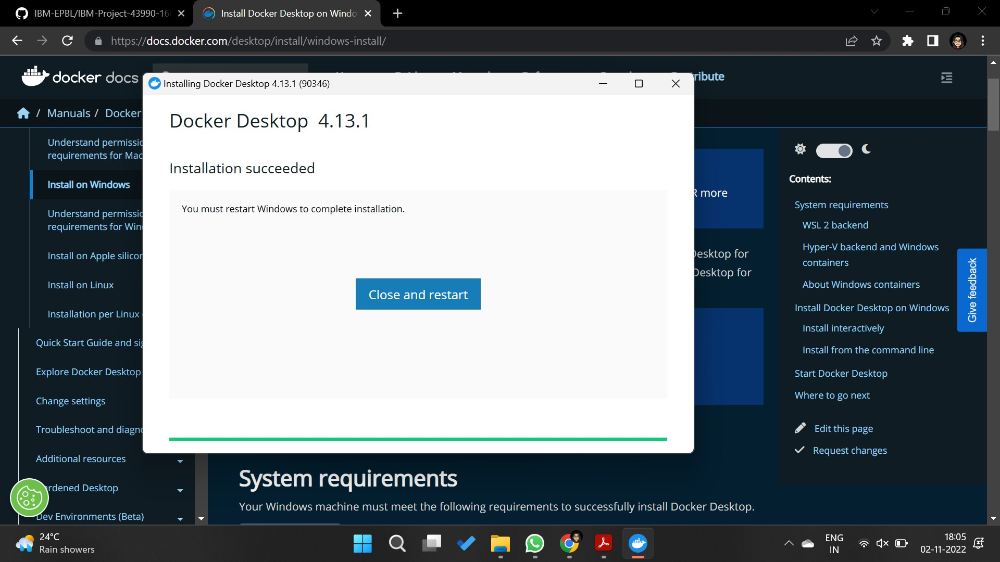 IBM-EPBL/IBM-Project-43990-16
Install Docker Desktop on Windo
https://docs.docker.com/desktop/install/windows-install/
docker docs
ribute
Installing Docker Desktop 4.13.1 (90346)
/ Manuals / Docker
Docker Desktop 4.13.1
Installation succeeded
You must restart Windows to complete installation.
Close and restart
Understand permissic
requirements for Mac
Install on Windows
Understand permissic
requirements for Win
Install on Apple silicon
Install on Linux
Installation per Linux
Quick Start Guide and sig
Explore Docker Desktop
Change settings
Troubleshoot and diagno
Additional resources
rdened Desktop
Dev Environments (Beta)
R more
Desktop for
Desktop for
System requirements
Your Windows machine must meet the following requirements to successfully install Docker Desktop.
Contents:
System requirements
WSL 2 backend
Hyper-V backend and Windows
containers
About Windows containers
Install Docker Desktop on Windows
Install interactively
Install from the command line
Start Docker Desktop
Where to go next
Edit this page
Request changes
Give feedback
24°C
Rain showers
ENG
IN
18:05
02-11-2022